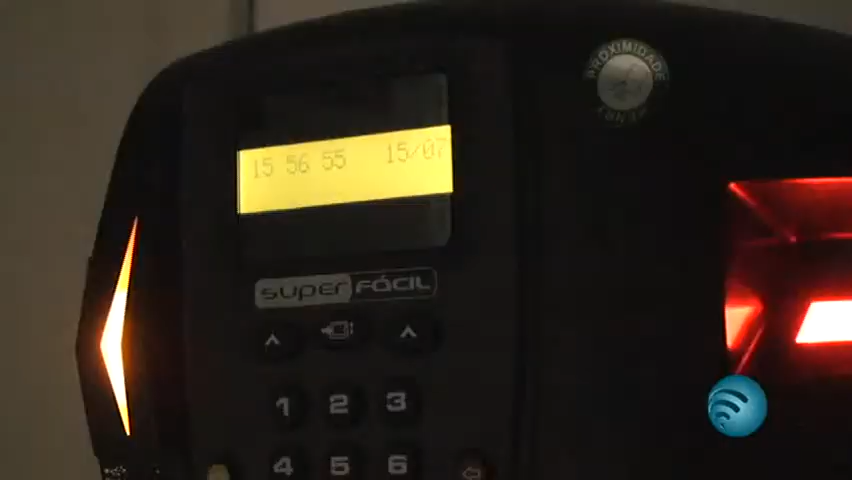 PROXIMIDADE
15 56 55 15/07
super FÁCIL
1 2 3
4 5 6